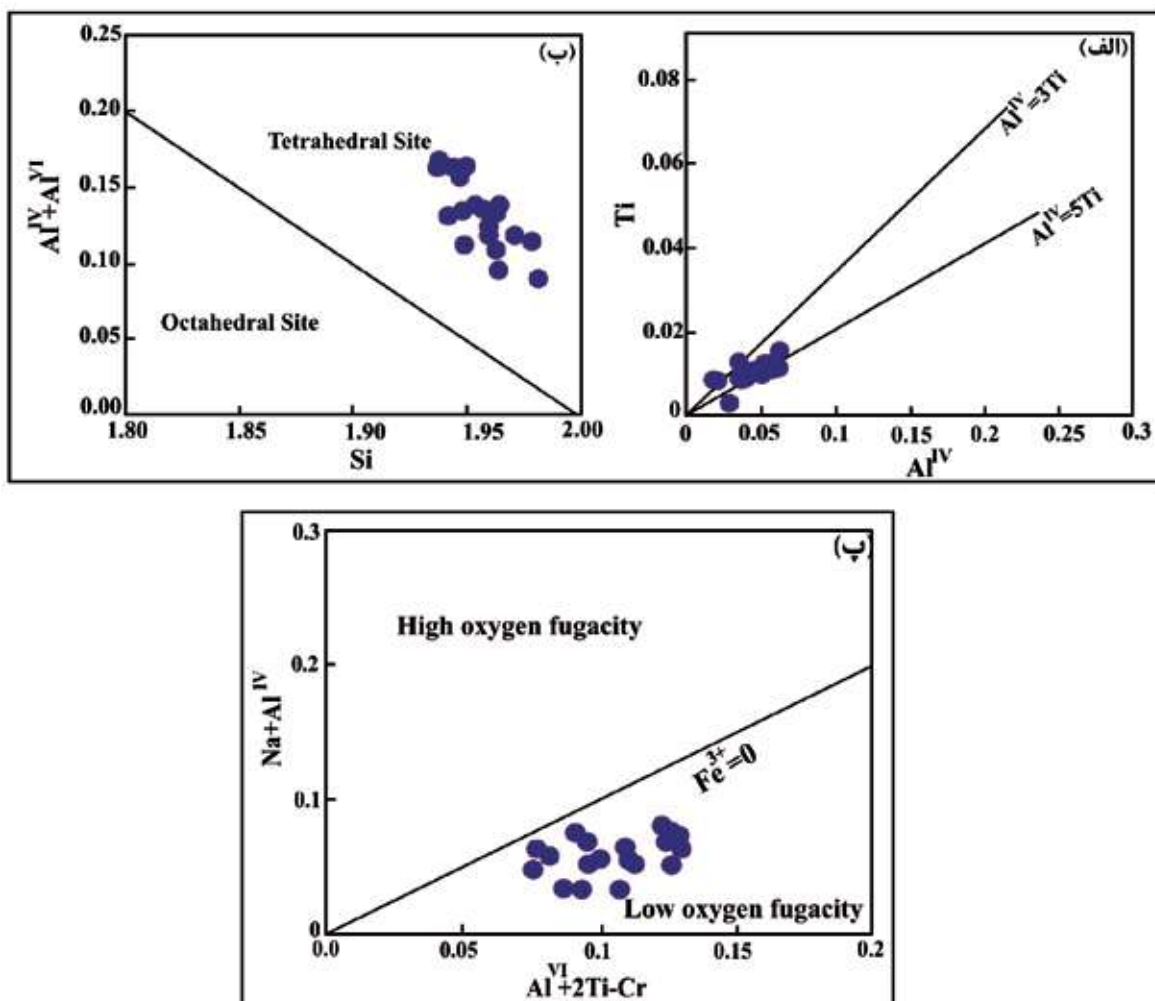 (الف)
0.08
0.06
0.04
0.02
0
Ti
Al^IV=3Ti
Al^IV=5Ti
0 0.05 0.1 0.15 0.2 0.25 0.3
Al^IV
(ب)
0.25
0.20
0.15
0.10
0.05
0.00
Al^IV+Al^VI
Tetrahedral Site
Octahedral Site
1.80 1.85 1.90 1.95 2.00
Si
(پ)
0.3
0.2
0.1
0
Na+Al^IV
High oxygen fugacity
Fe^3+=0
Low oxygen fugacity
0.0 0.05 0.1 0.15 0.2
Al^VI+2Ti-Cr